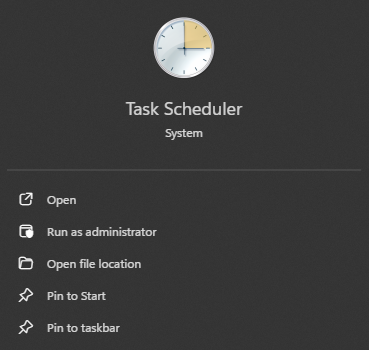 Task Scheduler
System
Open
Run as administrator
Open file location
Pin to Start
Pin to taskbar